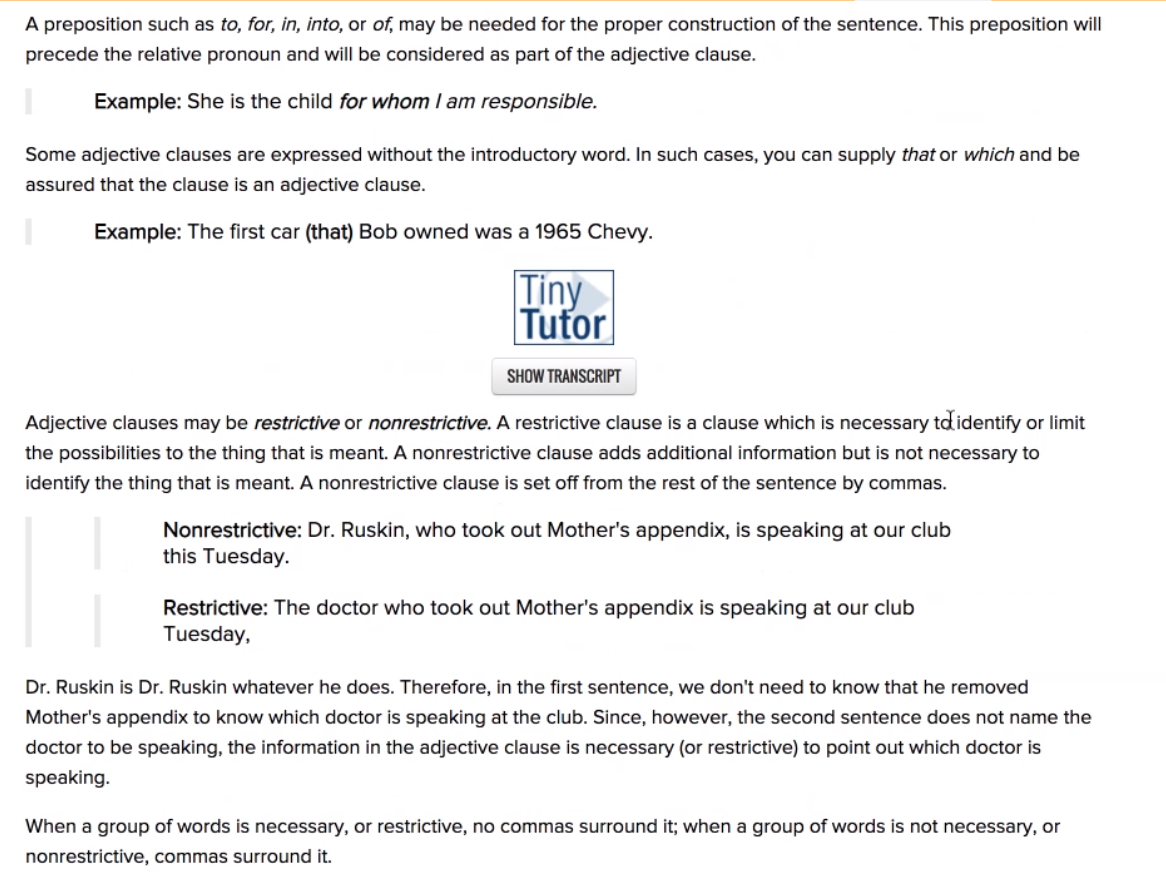 A preposition such as to, for, in, into, or of, may be needed for the proper construction of the sentence. This preposition will
precede the relative pronoun and will be considered as part of the adjective clause.
Example: She is the child for whom I am responsible.
Some adjective clauses are expressed without the introductory word. In such cases, you can supply that or which and be
assured that the clause is an adjective clause.
Example: The first car (that) Bob owned was a 1965 Chevy.
Tiny
Tutor
SHOW TRANSCRIPT
Adjective clauses may be restrictive or nonrestrictive. A restrictive clause is a clause which is necessary to identify or limit
the possibilities to the thing that is meant. A nonrestrictive clause adds additional information but is not necessary to
identify the thing that is meant. A nonrestrictive clause is set off from the rest of the sentence by commas.
Nonrestrictive: Dr. Ruskin, who took out Mother's appendix, is speaking at our club
this Tuesday.
Restrictive: The doctor who took out Mother's appendix is speaking at our club
Tuesday,
Dr. Ruskin is Dr. Ruskin whatever he does. Therefore, in the first sentence, we don't need to know that he removed
Mother's appendix to know which doctor is speaking at the club. Since, however, the second sentence does not name the
doctor to be speaking, the information in the adjective clause is necessary (or restrictive) to point out which doctor is
speaking.
When a group of words is necessary, or restrictive, no commas surround it; when a group of words is not necessary, or
nonrestrictive, commas surround it.